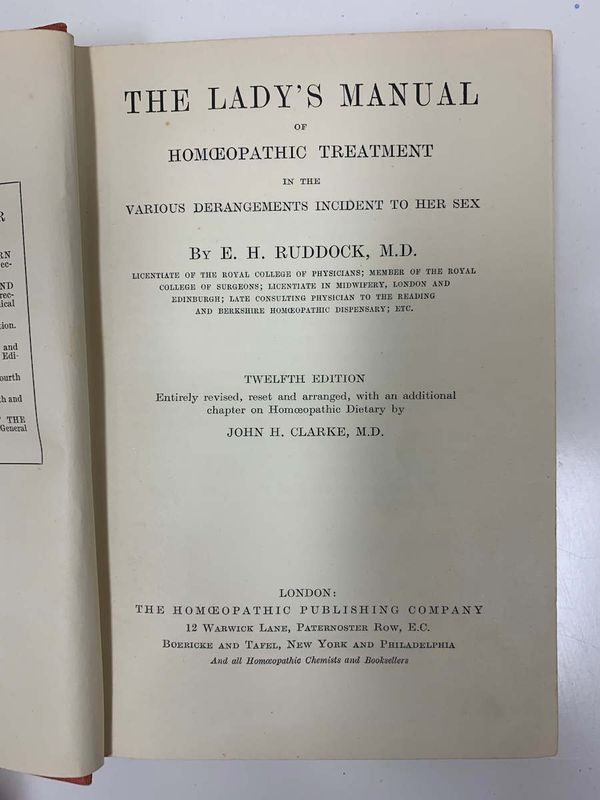 THE LADY'S MANUAL
OF
HOMŒOPATHIC TREATMENT
IN THE
VARIOUS DERANGEMENTS INCIDENT TO HER SEX
BY E. H. RUDDOCK, M.D.
LICENTIATE OF THE ROYAL COLLEGE OF PHYSICIANS; MEMBER OF THE ROYAL
COLLEGE OF SURGEONS; LICENTIATE IN MIDWIFERY, LONDON AND
EDINBURGH; LATE CONSULTING PHYSICIAN TO THE READING
AND BERKSHIRE HOMŒOPATHIC DISPENSARY; ETC.
TWELFTH EDITION
Entirely revised, reset and arranged, with an additional
chapter on Homœopathic Dietary by
JOHN H. CLARKE, M.D.
LONDON:
THE HOMŒOPATHIC PUBLISHING COMPANY
12 WARWICK LANE, PATERNOSTER ROW, E.C.
BOERICKE AND TAFEL, NEW YORK AND PHILADELPHIA
And all Homœopathic Chemists and Booksellers